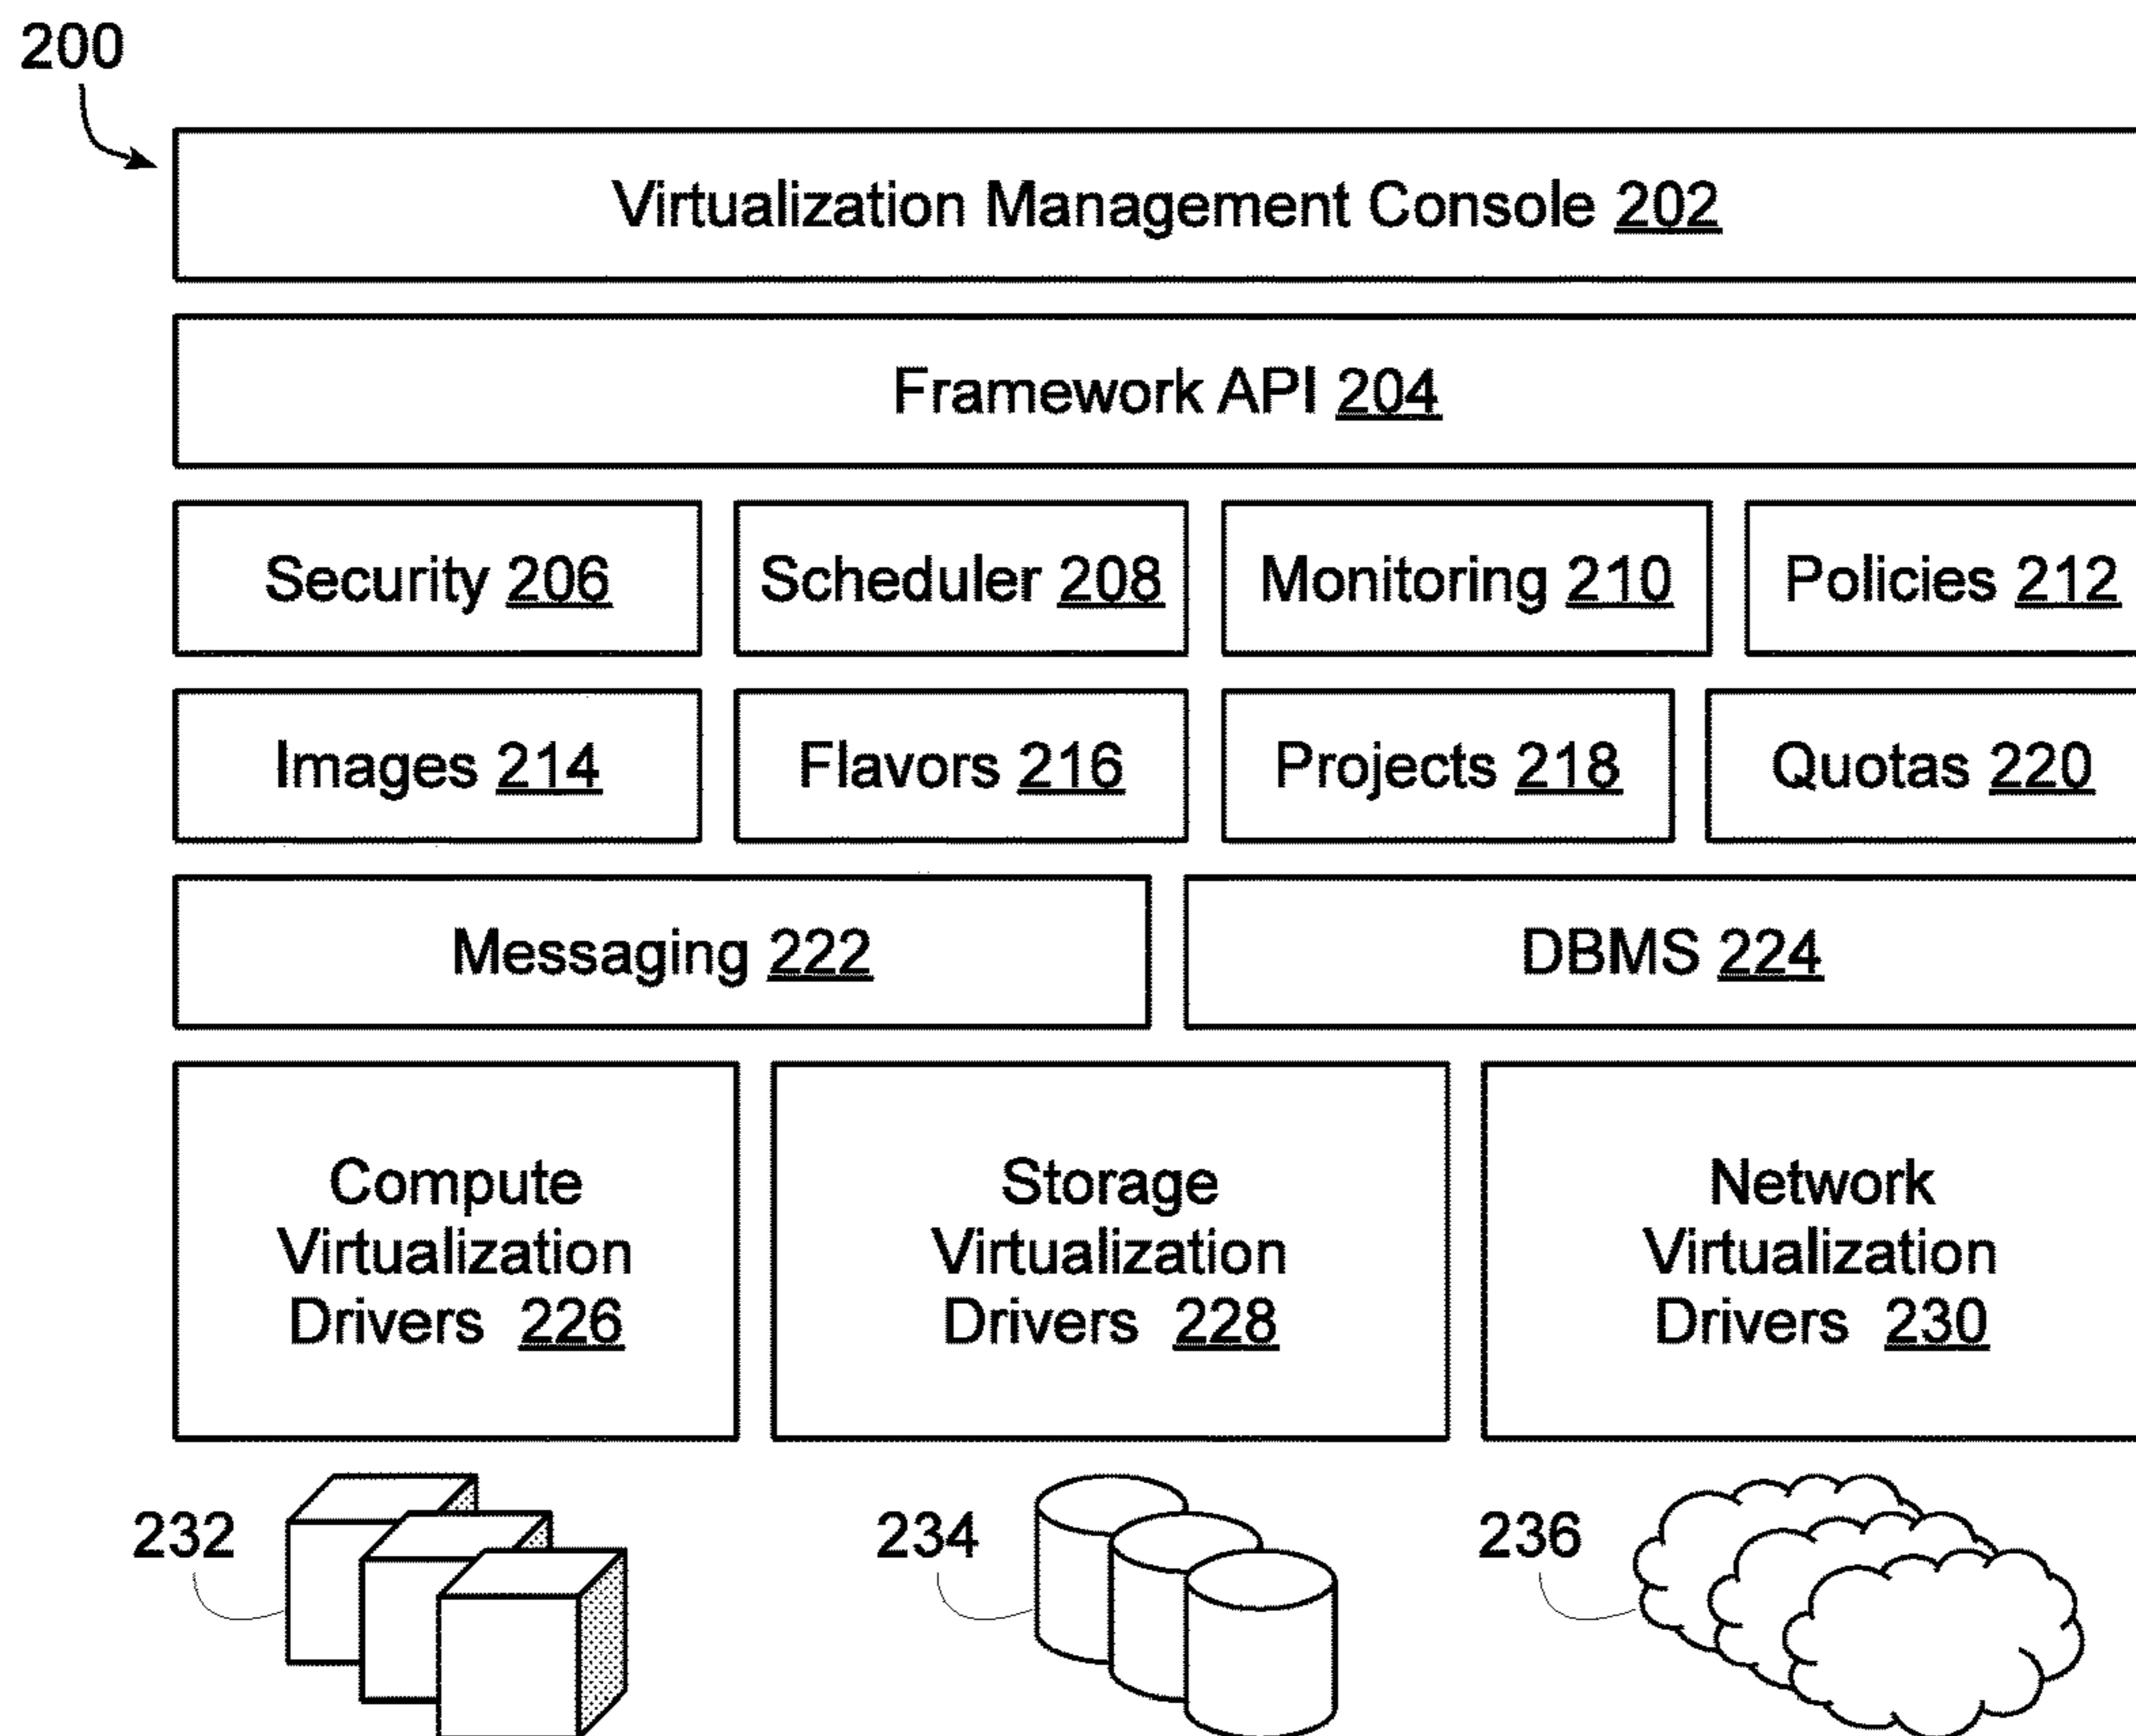 200
Virtualization Management Console 202
Framework API 204
Security 206
Scheduler 208
Monitoring 210
Policies 212
Images 214
Flavors 216
Projects 218
Quotas 220
Messaging 222
DBMS 224
Compute
Virtualization
Drivers 226
Storage
Virtualization
Drivers 228
Network
Virtualization
Drivers 230
232
234
236